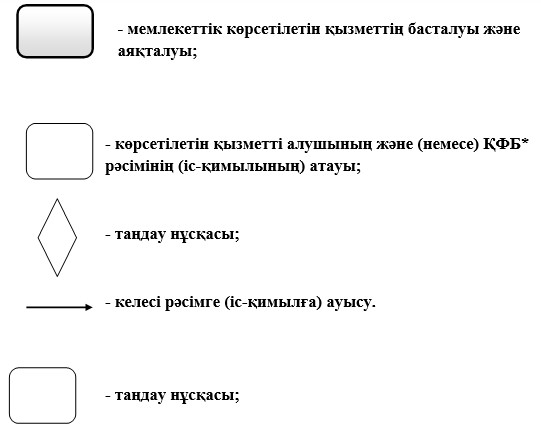 - мемлекеттік көрсетілетін қызметтің басталуы және
аяқталуы;
- көрсетілетін қызметті алушының және (немесе) ҚФБ*
рәсімінің (іс-қимылының) атауы;
- таңдау нұсқасы;
- келесі рәсімге (іс-қимылға) ауысу.
- таңдау нұсқасы;